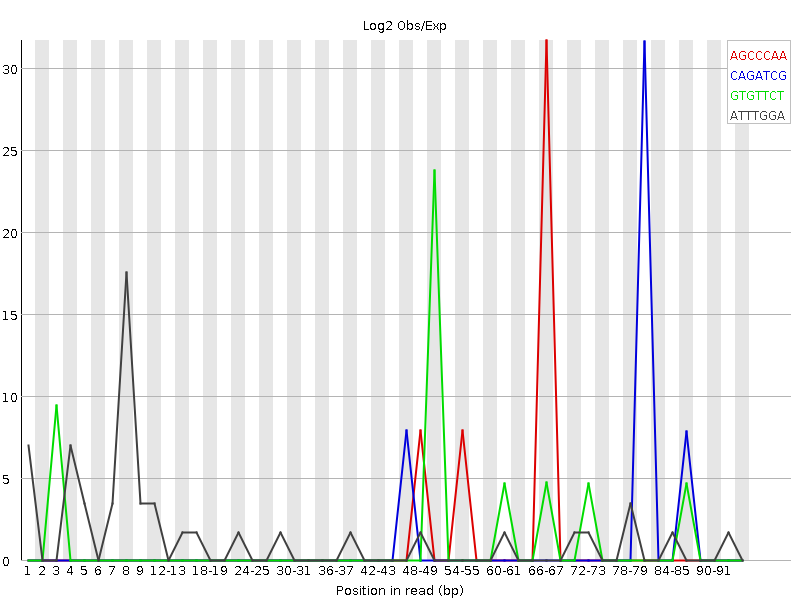 Log2 Obs/Exp
AGCCCAA
CAGATCG
GTGTTCT
ATTTGGA
30
25
20
15
10
5
0
1 2 3 4 5 6 7 8 9 12-13 18-19 24-25 30-31 36-37 42-43 48-49 54-55 60-61 66-67 72-73 78-79 84-85 90-91
Position in read (bp)